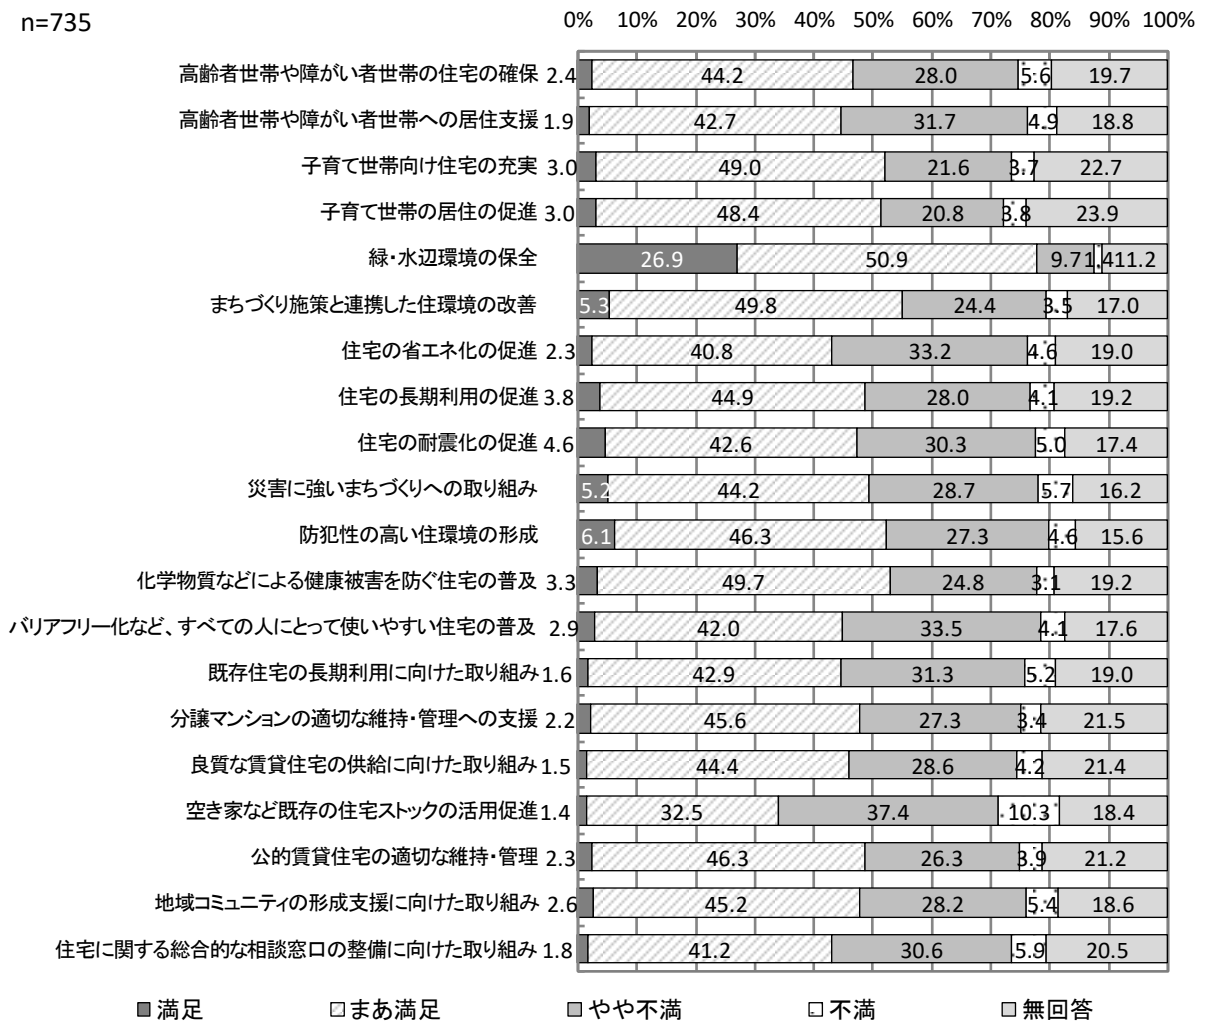 n=735
0% 10% 20% 30% 40% 50% 60% 70% 80% 90% 100%
高齢者世帯や障がい者世帯の住宅の確保 2.4 44.2 28.0 5.6 19.7
高齢者世帯や障がい者世帯への居住支援 1.9 42.7 31.7 4.9 18.8
子育て世帯向け住宅の充実 3.0 49.0 21.6 3.7 22.7
子育て世帯の居住の促進 3.0 48.4 20.8 3.8 23.9
緑・水辺環境の保全 26.9 50.9 9.7 1.4 11.2
まちづくり施策と連携した住環境の改善 5.3 49.8 24.4 3.5 17.0
住宅の省エネ化の促進 2.3 40.8 33.2 4.6 19.0
住宅の長期利用の促進 3.8 44.9 28.0 4.1 19.2
住宅の耐震化の促進 4.6 42.6 30.3 5.0 17.4
災害に強いまちづくりへの取り組み 5.2 44.2 28.7 5.7 16.2
防犯性の高い住環境の形成 6.1 46.3 27.3 4.6 15.6
化学物質などによる健康被害を防ぐ住宅の普及 3.3 49.7 24.8 3.1 19.2
バリアフリー化など、すべての人にとって使いやすい住宅の普及 2.9 42.0 33.5 4.1 17.6
既存住宅の長期利用に向けた取り組み 1.6 42.9 31.3 5.2 19.0
分譲マンションの適切な維持・管理への支援 2.2 45.6 27.3 3.4 21.5
良質な賃貸住宅の供給に向けた取り組み 1.5 44.4 28.6 4.2 21.4
空き家など既存の住宅ストックの活用促進 1.4 32.5 37.4 10.3 18.4
公的賃貸住宅の適切な維持・管理 2.3 46.3 26.3 3.9 21.2
地域コミュニティの形成支援に向けた取り組み 2.6 45.2 28.2 5.4 18.6
住宅に関する総合的な相談窓口の整備に向けた取り組み 1.8 41.2 30.6 5.9 20.5
満足 まあ満足 やや不満 不満 無回答